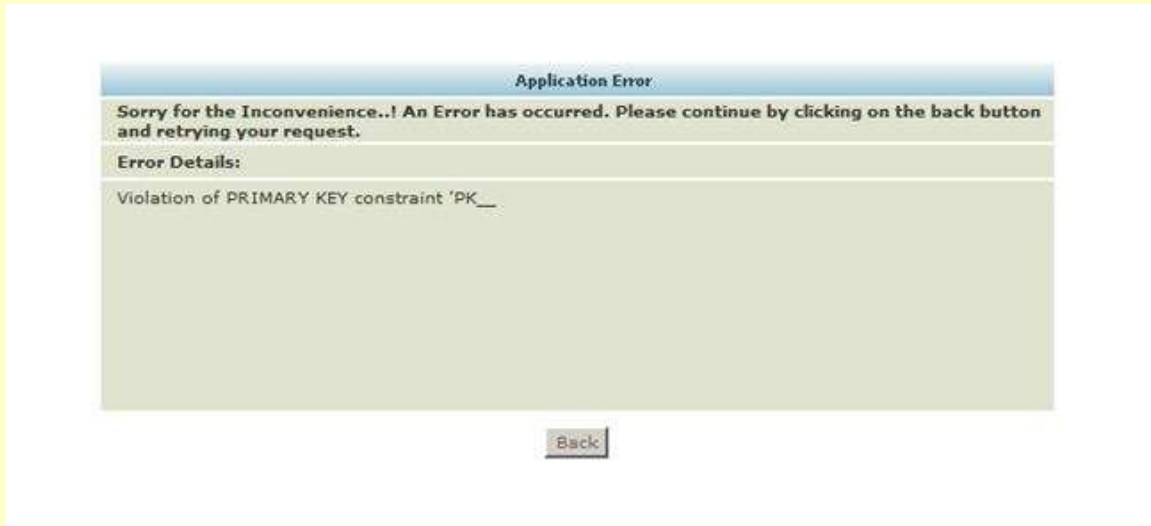 Application Error
Sorry for the Inconvenience..! An Error has occurred. Please continue by clicking on the back button
and retrying your request.
Error Details:
Violation of PRIMARY KEY constraint 'PK__
Back